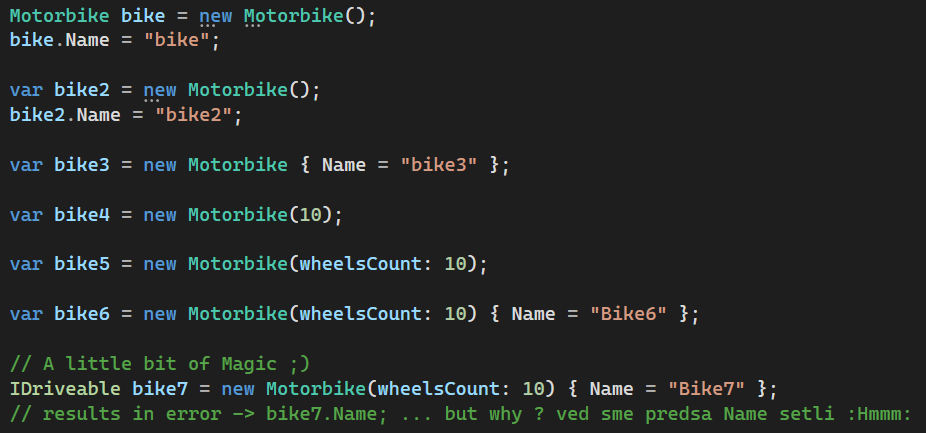 Motorbike bike = new Motorbike();
bike.Name = "bike";
var bike2 = new Motorbike();
bike2.Name = "bike2";
var bike3 = new Motorbike { Name = "bike3" };
var bike4 = new Motorbike(10);
var bike5 = new Motorbike(wheelsCount: 10);
var bike6 = new Motorbike(wheelsCount: 10) { Name = "Bike6" };
// A little bit of Magic ;)
IDriveable bike7 = new Motorbike(wheelsCount: 10) { Name = "Bike7" };
// results in error -> bike7.Name; ... but why ? ved sme predsa Name setli :Hmmm: